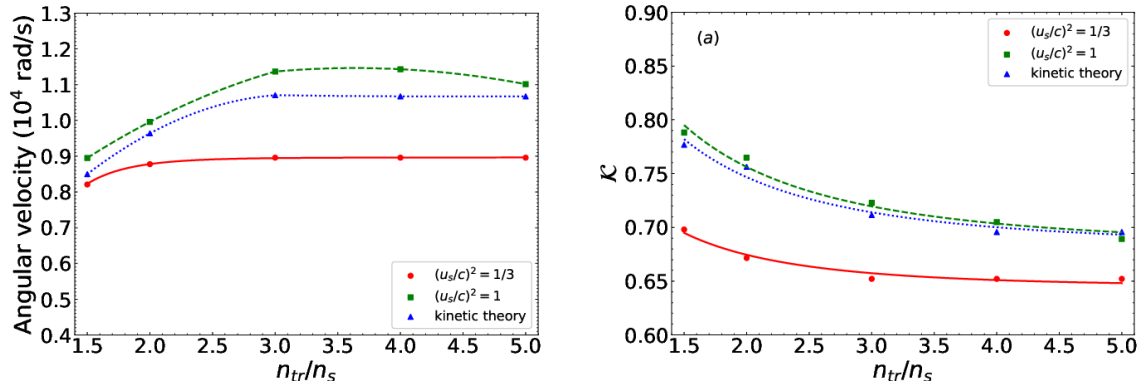 Angular velocity (10⁴ rad/s)
1.3
1.2
1.1
1.0
0.9
0.8
0.7
0.6
0.5
0.4
(u_s/c)² = 1/3
(u_s/c)² = 1
kinetic theory
1.5 2.0 2.5 3.0 3.5 4.0 4.5 5.0
n_{tr}/n_s
𝒦
0.90
0.85
0.80
0.75
0.70
0.65
0.60
(a)
(u_s/c)² = 1/3
(u_s/c)² = 1
kinetic theory
1.5 2.0 2.5 3.0 3.5 4.0 4.5 5.0
n_{tr}/n_s